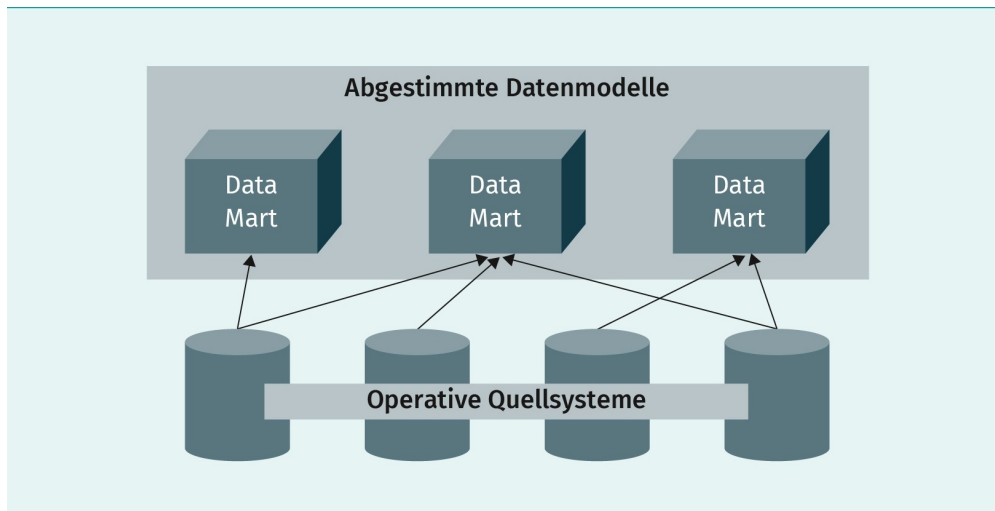 Abgestimmte Datenmodelle
Data
Mart
Data
Mart
Data
Mart
Operative Quellsysteme